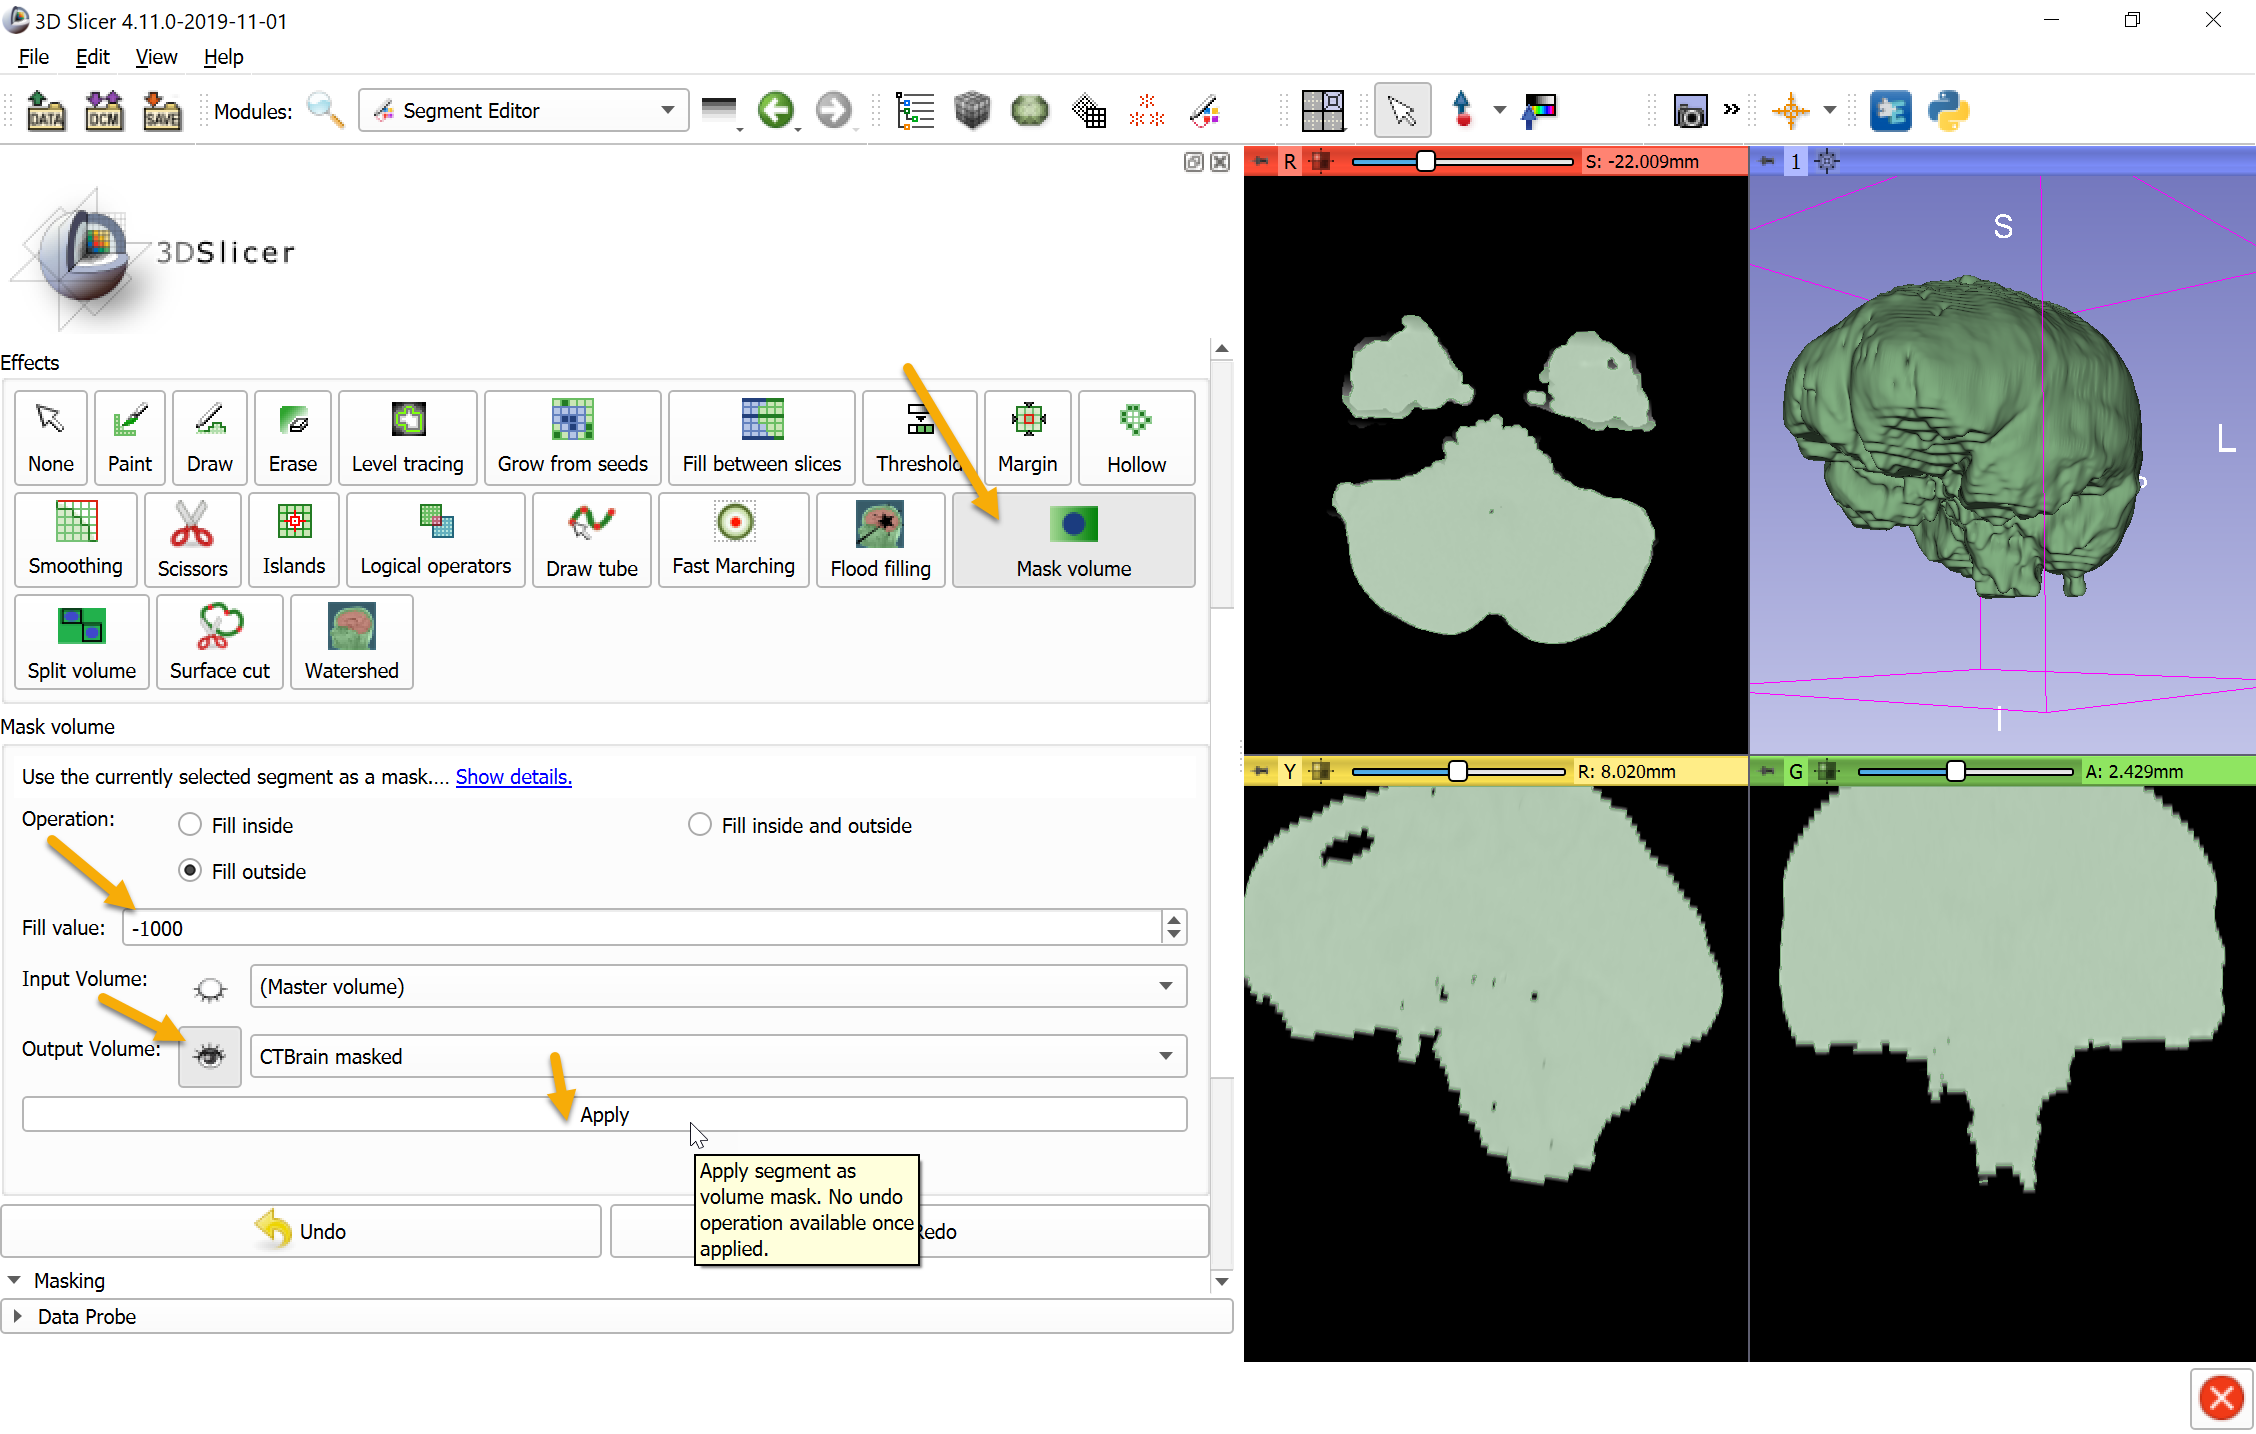 3D Slicer 4.11.0-2019-11-01
File Edit View Help
DATA DCM SAVE Modules: Segment Editor
R S: -22.009mm
1
3DSlicer
S
L
I
Effects
None Paint Draw Erase Level tracing Grow from seeds Fill between slices Threshold Margin Hollow
Smoothing Scissors Islands Logical operators Draw tube Fast Marching Flood filling Mask volume
Split volume Surface cut Watershed
Mask volume
Use the currently selected segment as a mask.... Show details.
Operation: Fill inside Fill inside and outside
Fill outside
Fill value: -1000
Input Volume: (Master volume)
Output Volume: CTBrain masked
Apply
Apply segment as
volume mask. No undo
operation available once
applied.
Undo
Masking
Data Probe
Y R: 8.020mm
G A: 2.429mm